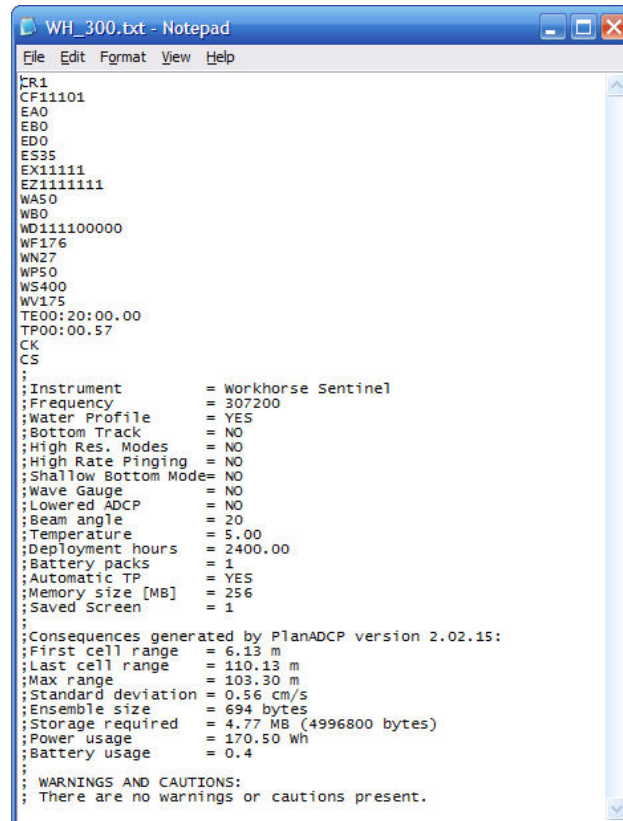 WH_300.txt - Notepad
File Edit Format View Help
CR1
CF11101
EA0
EB0
ED0
ES35
EX11111
EZ1111111
WA50
WB0
WD111100000
WF176
WN27
WP50
WS400
WV175
TE00:20:00.00
TP00:00.57
CK
CS
;
;Instrument = Workhorse Sentinel
;Frequency = 307200
;Water Profile = YES
;Bottom Track = NO
;High Res. Modes = NO
;High Rate Pinging = NO
;Shallow Bottom Mode= NO
;Wave Gauge = NO
;Lowered ADCP = NO
;Beam angle = 20
;Temperature = 5.00
;Deployment hours = 2400.00
;Battery packs = 1
;Automatic TP = YES
;Memory size [MB] = 256
;Saved Screen = 1
;
;Consequences generated by PlanADCP version 2.02.15:
;First cell range = 6.13 m
;Last cell range = 110.13 m
;Max range = 103.30 m
;Standard deviation = 0.56 cm/s
;Ensemble size = 694 bytes
;Storage required = 4.77 MB (4996800 bytes)
;Power usage = 170.50 Wh
;Battery usage = 0.4
;
; WARNINGS AND CAUTIONS:
; There are no warnings or cautions present.